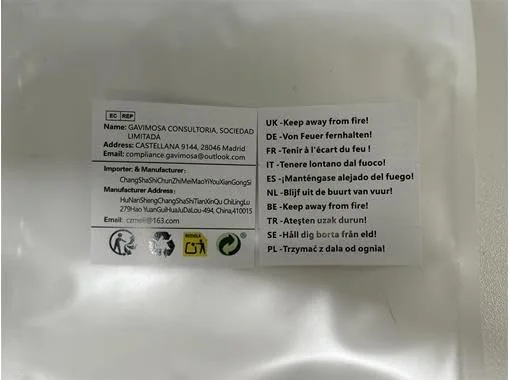 EC REP
Name: GAVIMOSA CONSULTORIA, SOCIEDAD
LIMITADA
Address: CASTELLANA 9144, 28046 Madrid
Email: compliance.gavimosa@outlook.com
Importer & Manufacturer:
ChangShaShiChunZhiMeiMaoYiYouXianGongSi
Manufacturer Address:
HuNanShengChangShaShiTianXinQu ChiLingLu
279Hao YuanGuiHuaJuDaLou-494, China,410015
Email: czmeii@163.com
UK -Keep away from fire!
DE -Von Feuer fernhalten!
FR -Tenir à l'écart du feu !
IT -Tenere lontano dal fuoco!
ES -¡Manténgase alejado del fuego!
NL -Blijf uit de buurt van vuur!
BE -Keep away from fire!
TR -Ateşten uzak durun!
SE -Håll dig borta från eld!
PL -Trzymać z dala od ognia!